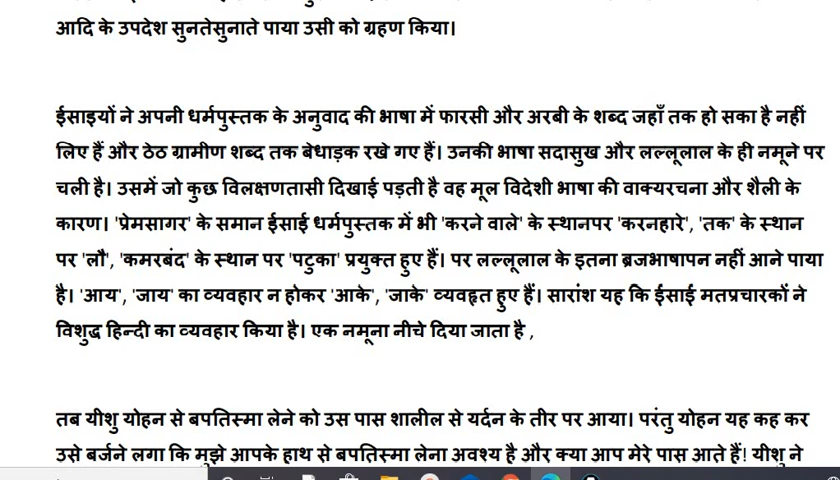 आदि के उपदेश सुनतेसुनाते पाया उसी को ग्रहण किया।
ईसाइयों ने अपनी धर्मपुस्तक के अनुवाद की भाषा में फारसी और अरबी के शब्द जहाँ तक हो सका है नहीं
लिए हैं और ठेठ ग्रामीण शब्द तक बेधाड़क रखे गए हैं। उनकी भाषा सदासुख और लल्लूलाल के ही नमूने पर
चली है। उसमें जो कुछ विलक्षणतासी दिखाई पड़ती है वह मूल विदेशी भाषा की वाक्यरचना और शैली के
कारण। 'प्रेमसागर' के समान ईसाई धर्मपुस्तक में भी 'करने वाले' के स्थानपर 'करनहारे', 'तक' के स्थान
पर 'लौ', 'कमरबंद' के स्थान पर 'पटुका' प्रयुक्त हुए हैं। पर लल्लूलाल के इतना ब्रजभाषापन नहीं आने पाया
है। 'आय', 'जाय' का व्यवहार न होकर 'आके', 'जाके' व्यवहृत हुए हैं। सारांश यह कि ईसाई मतप्रचारकों ने
विशुद्ध हिन्दी का व्यवहार किया है। एक नमूना नीचे दिया जाता है ,
तब यीशु योहन से बपतिस्मा लेने को उस पास शालील से यर्दन के तीर पर आया। परंतु योहन यह कह कर
उसे बर्जने लगा कि मुझे आपके हाथ से बपतिस्मा लेना अवश्य है और क्या आप मेरे पास आते हैं! यीशु ने